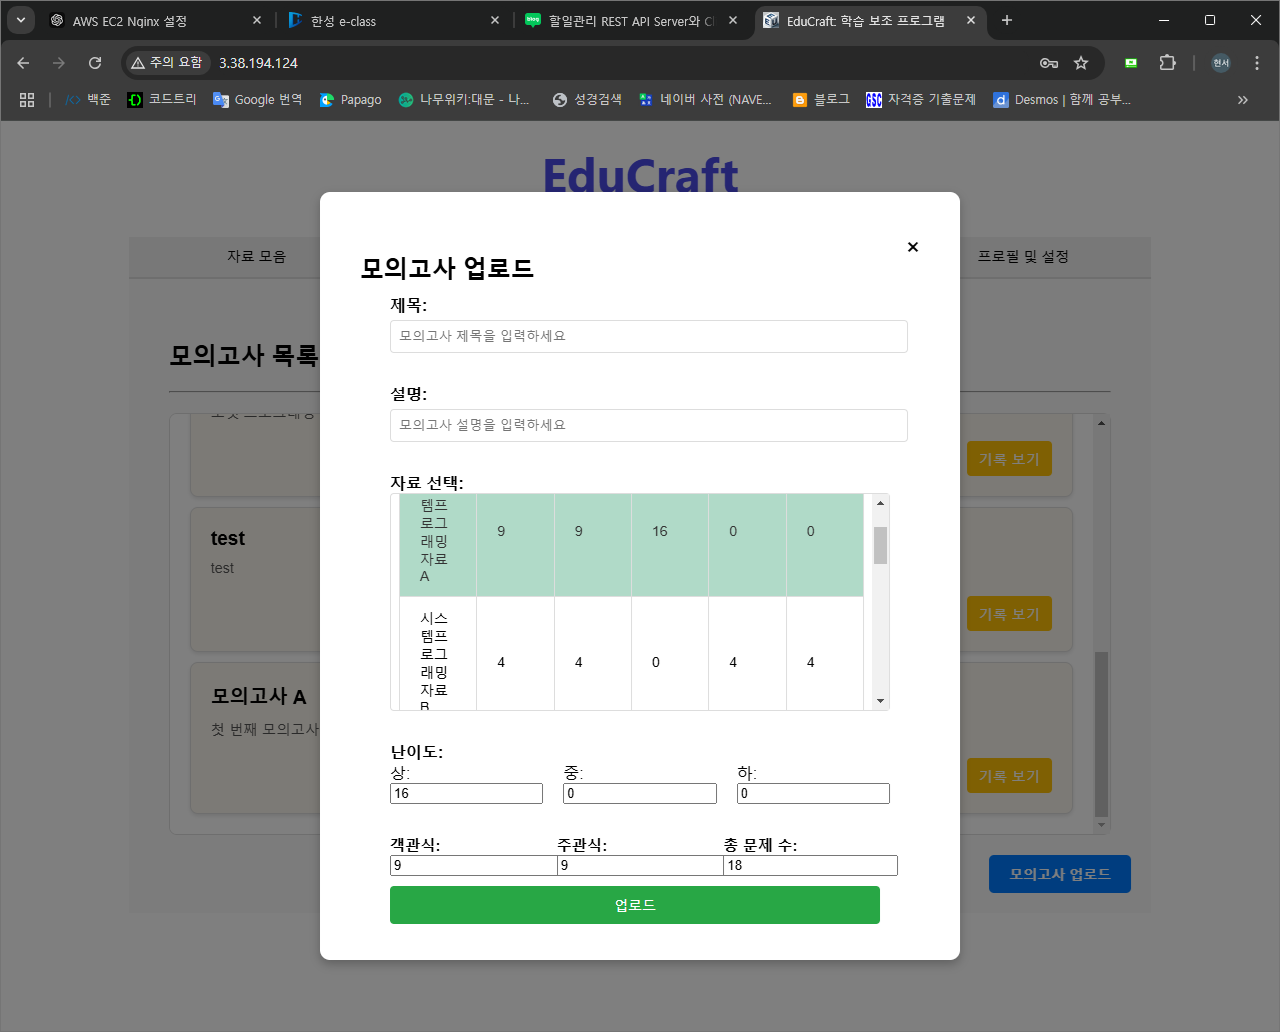 AWS EC2 Nginx 설정
한성 e-class
할일관리 REST API Server와 Cl
EduCraft: 학습 보조 프로그램
주의 요함
3.38.194.124
현서
백준
코드트리
Google 번역
Papago
나무위키:대문 - 나...
성경검색
네이버 사전 (NAVE...
블로그
자격증 기출문제
Desmos | 함께 공부...
EduCraft
자료 모음
프로필 및 설정
모의고사 목록
기록 보기
test
test
기록 보기
모의고사 A
첫 번째 모의고사
기록 보기
모의고사 업로드
모의고사 업로드
제목:
모의고사 제목을 입력하세요
설명:
모의고사 설명을 입력하세요
자료 선택:
템프
로그
래밍
자료
A
9 9 16 0 0
시스
템프
로그
래밍
자료
B
4 4 0 4 4
난이도:
상: 중: 하:
16 0 0
객관식: 주관식: 총 문제 수:
9 9 18
업로드